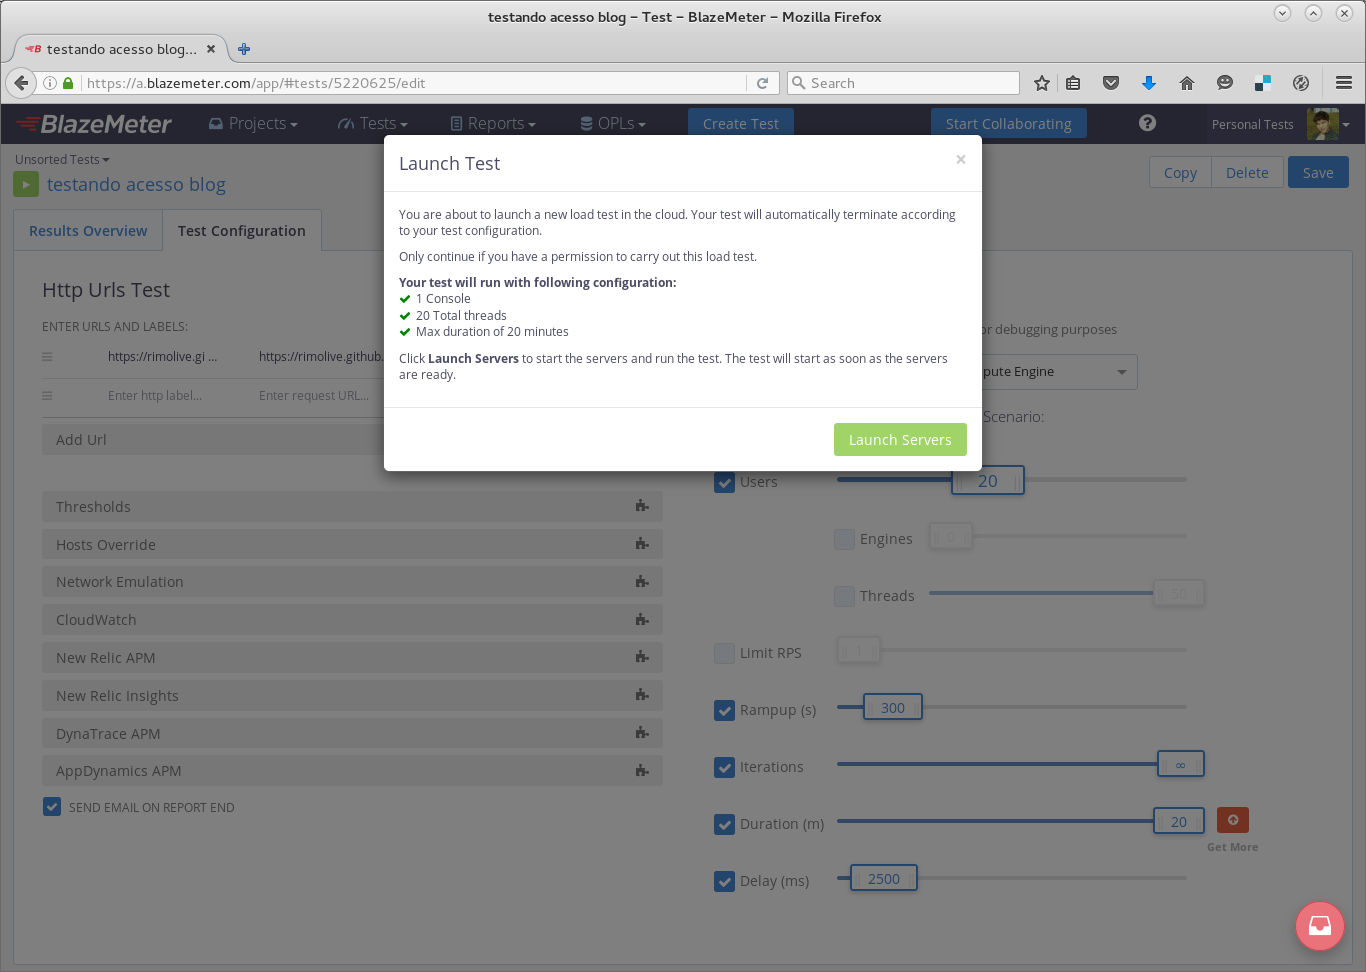 testando acesso blog – Test – BlazeMeter – Mozilla Firefox
testando acesso blog...
https://a.blazemeter.com/app/#tests/5220625/edit
Search
BlazeMeter
Projects
Tests
Reports
OPLs
Create Test
Start Collaborating
Personal Tests
Unsorted Tests
testando acesso blog
Copy
Delete
Save
Results Overview
Test Configuration
Launch Test
×
You are about to launch a new load test in the cloud. Your test will automatically terminate according
to your test configuration.
Only continue if you have a permission to carry out this load test.
Your test will run with following configuration:
1 Console
20 Total threads
Max duration of 20 minutes
Click Launch Servers to start the servers and run the test. The test will start as soon as the servers
are ready.
Launch Servers
Http Urls Test
ENTER URLS AND LABELS:
https://rimolive.gi ...
https://rimolive.github.
Enter http label...
Enter request URL...
Add Url
Thresholds
Hosts Override
Network Emulation
CloudWatch
New Relic APM
New Relic Insights
DynaTrace APM
AppDynamics APM
SEND EMAIL ON REPORT END
or debugging purposes
pute Engine
Scenario:
Users
20
Engines
0
Threads
50
Limit RPS
1
Rampup (s)
300
Iterations
∞
Duration (m)
20
Get More
Delay (ms)
2500